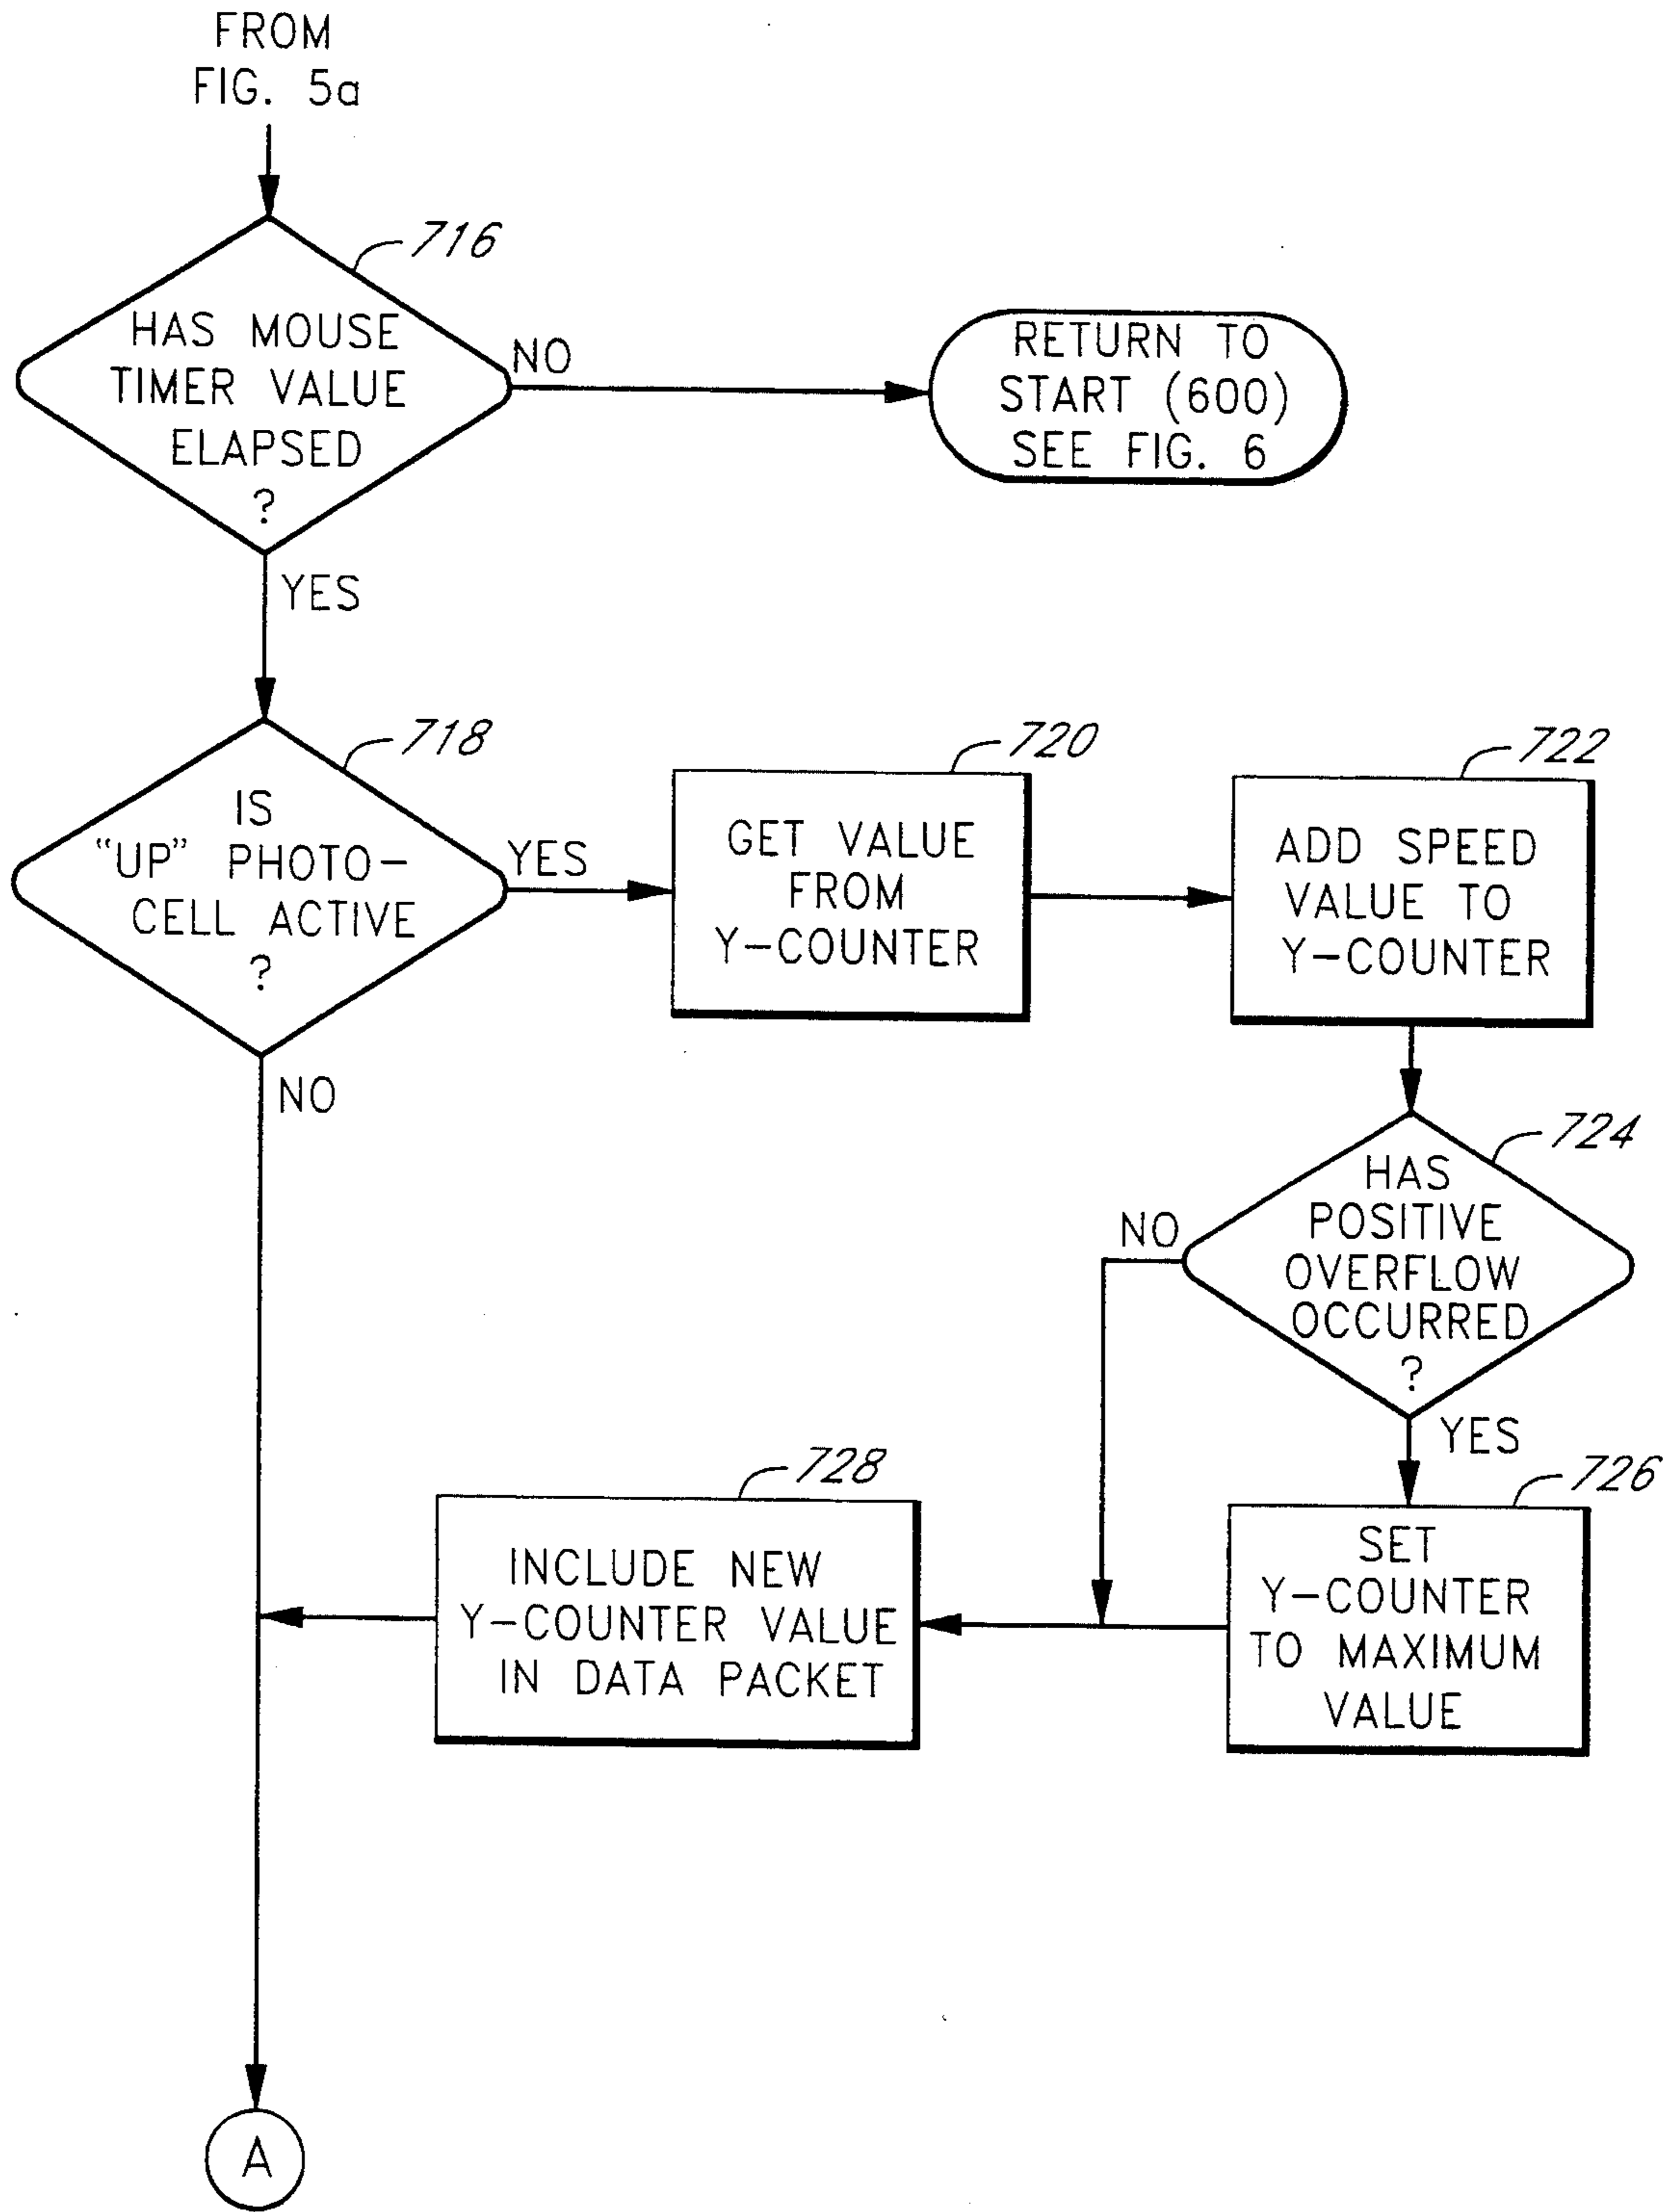 FROM
FIG. 5a
716
HAS MOUSE
TIMER VALUE
ELAPSED
?
NO
RETURN TO
START (600)
SEE FIG. 6
YES
718
IS
“UP” PHOTO-
CELL ACTIVE
?
YES
720
GET VALUE
FROM
Y-COUNTER
722
ADD SPEED
VALUE TO
Y-COUNTER
NO
724
HAS
POSITIVE
OVERFLOW
OCCURRED
?
NO
YES
726
SET
Y-COUNTER
TO MAXIMUM
VALUE
728
INCLUDE NEW
Y-COUNTER VALUE
IN DATA PACKET
A